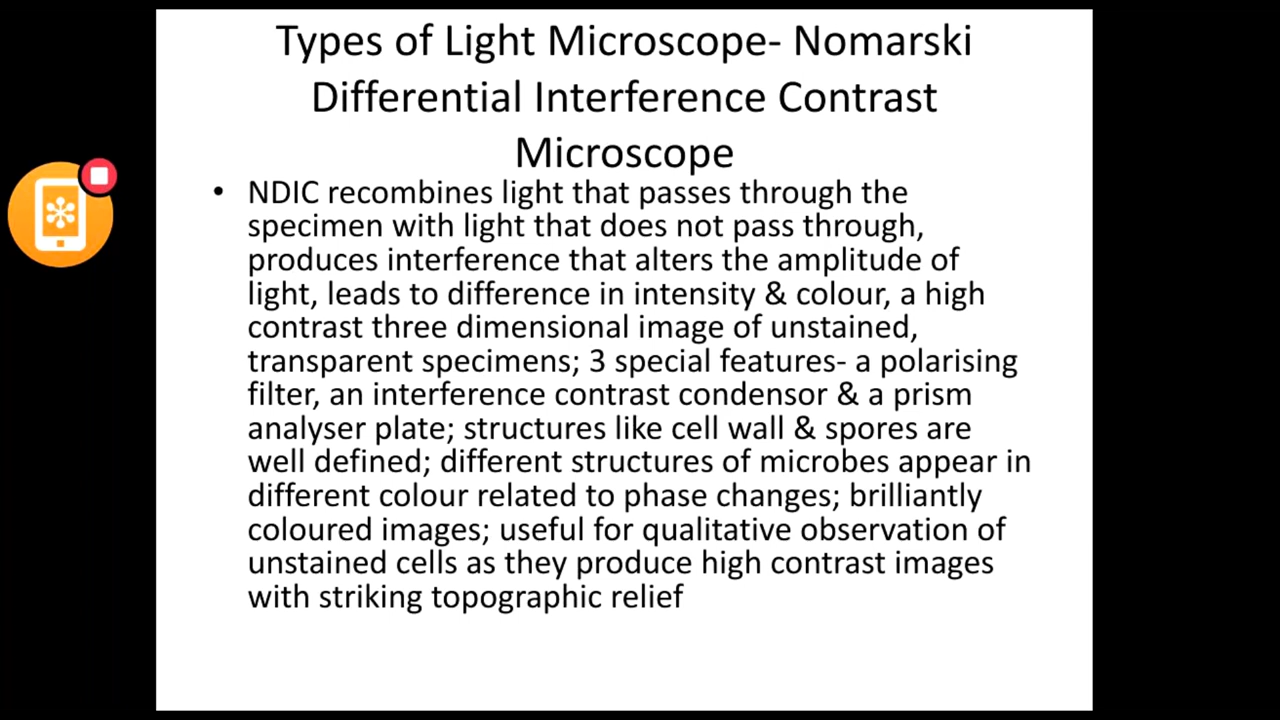 Types of Light Microscope- Nomarski
Differential Interference Contrast
Microscope
• NDIC recombines light that passes through the
specimen with light that does not pass through,
produces interference that alters the amplitude of
light, leads to difference in intensity & colour, a high
contrast three dimensional image of unstained,
transparent specimens; 3 special features- a polarising
filter, an interference contrast condensor & a prism
analyser plate; structures like cell wall & spores are
well defined; different structures of microbes appear in
different colour related to phase changes; brilliantly
coloured images; useful for qualitative observation of
unstained cells as they produce high contrast images
with striking topographic relief